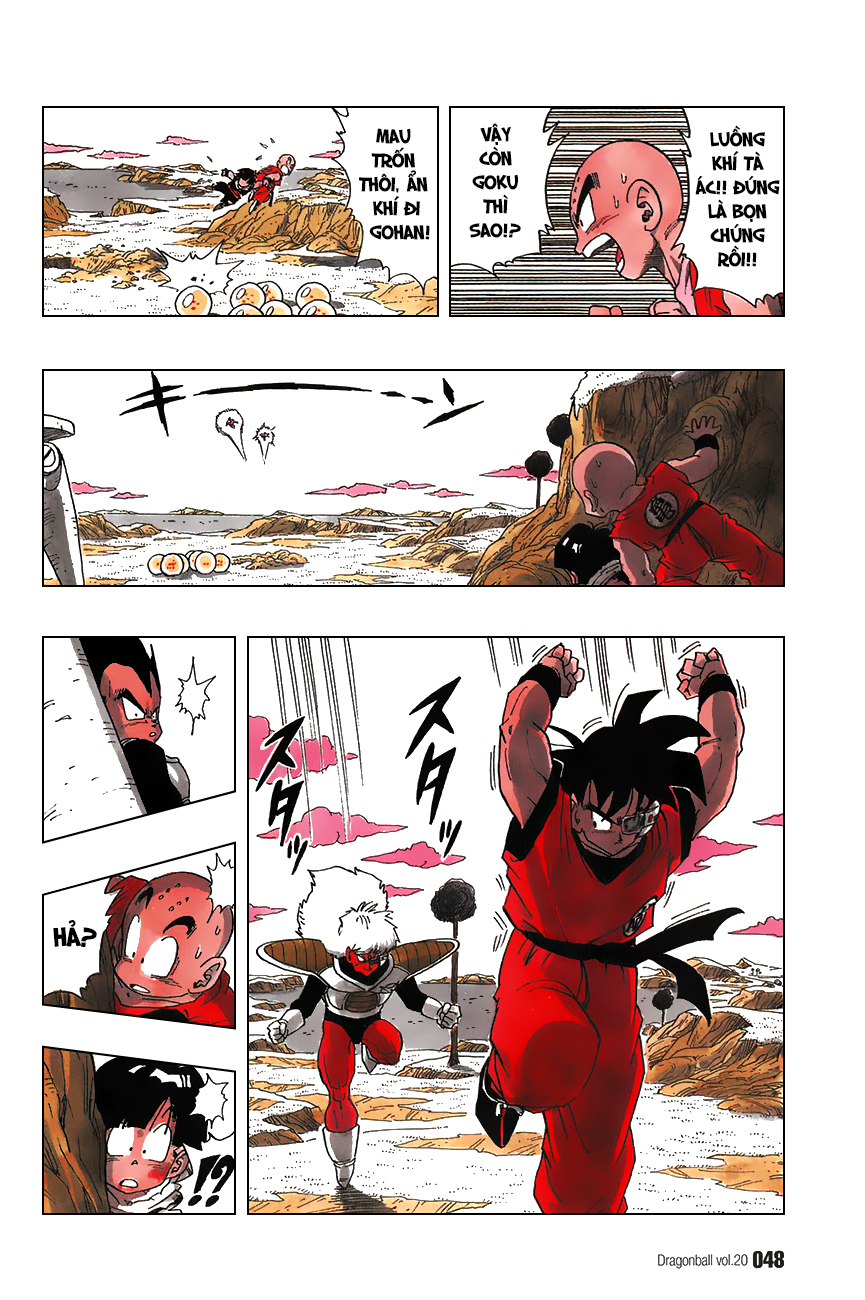 LUỒNG
KHÍ TÀ
ÁC!! ĐÚNG
LÀ BỌN
CHÚNG
RỒI!!
VẬY
CÒN
GOKU
THÌ
SAO!?
MAU
TRỐN
THÔI, ẨN
KHÍ ĐI
GOHAN!
キーン
スタッ
スタッ
HẢ?
!?
Dragonball vol.20 048